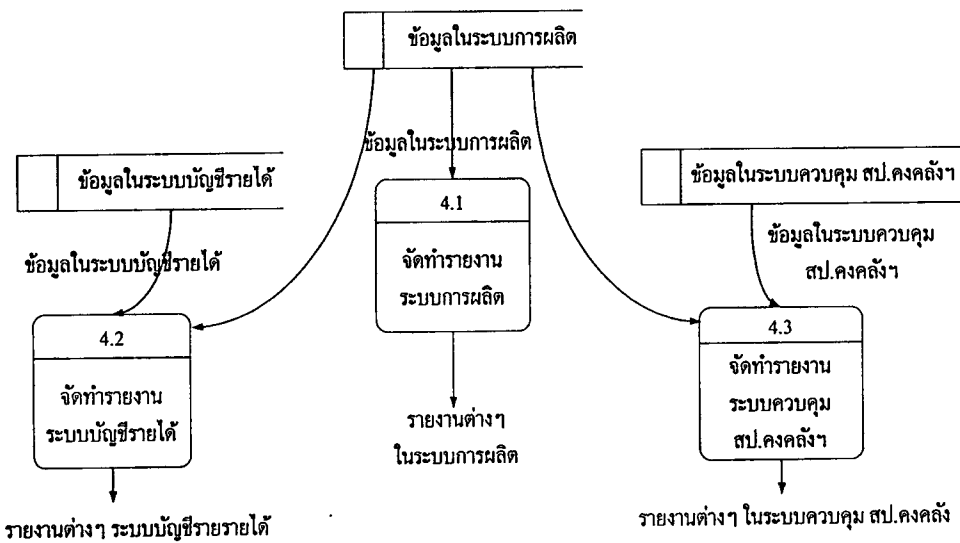 ข้อมูลในระบบการผลิต
ข้อมูลในระบบการผลิต
ข้อมูลในระบบบัญชีรายได้
ข้อมูลในระบบควบคุม สป.คงคลังฯ
4.1
จัดทำรายงาน
ระบบการผลิต
ข้อมูลในระบบบัญชีรายได้
ข้อมูลในระบบควบคุม
สป.คงคลังฯ
4.2
จัดทำรายงาน
ระบบบัญชีรายได้
4.3
จัดทำรายงาน
ระบบควบคุม
สป.คงคลังฯ
รายงานต่างๆ
ในระบบการผลิต
รายงานต่างๆ ระบบบัญชีรายรายได้
รายงานต่างๆ ในระบบควบคุม สป.คงคลัง